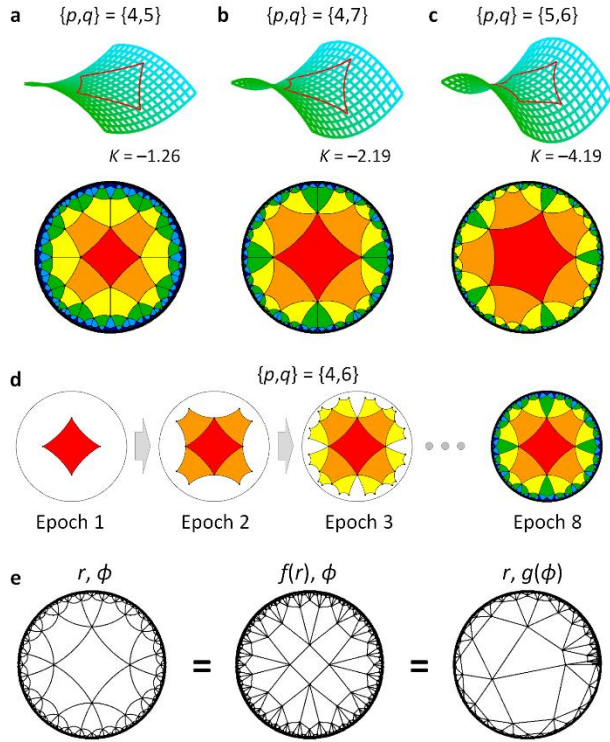 a {p,q} = {4,5} b {p,q} = {4,7} c {p,q} = {5,6}
K = –1.26 K = –2.19 K = –4.19
d {p,q} = {4,6}
Epoch 1 Epoch 2 Epoch 3 Epoch 8
e r, ϕ f(r), ϕ r, g(ϕ)
= =